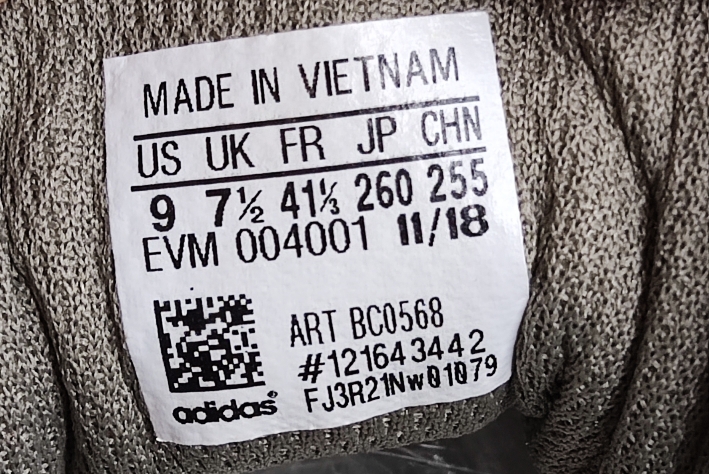 MADE IN VIETNAM
US UK FR JP CHN
9 7½ 41⅓ 260 255
EVM 004001 11/18
ART BC0568
#121643442
FJ3R21Nw01079
adidas